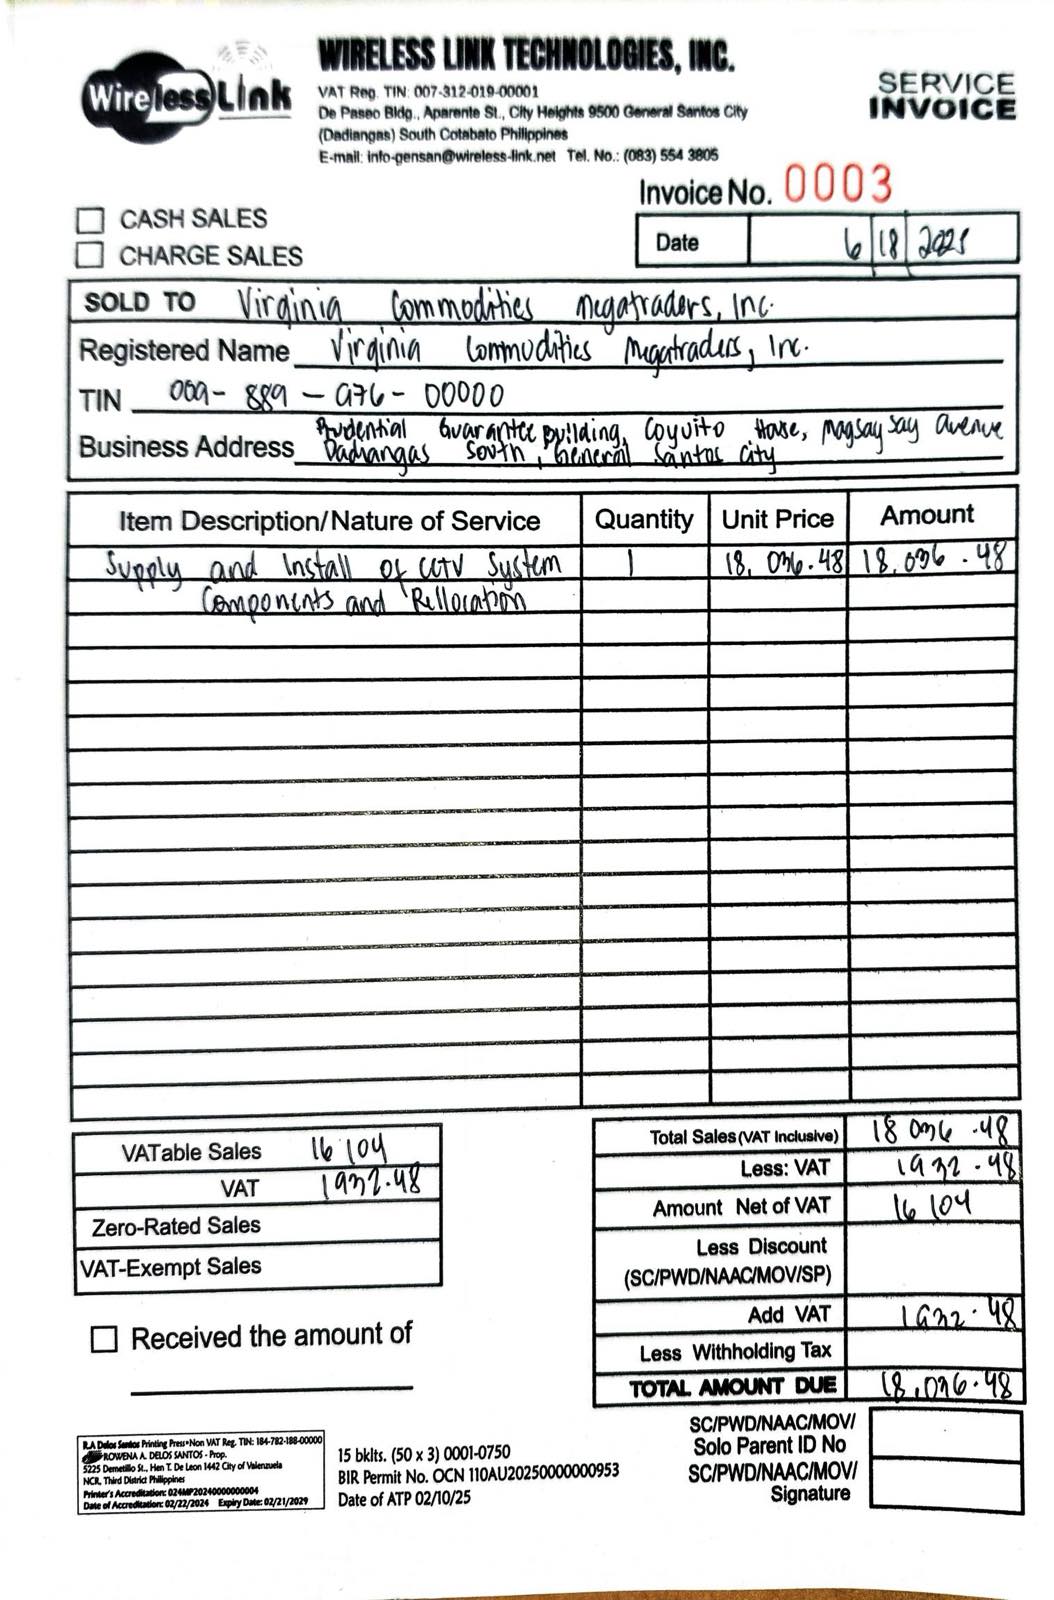 Wireless Link
WIRELESS LINK TECHNOLOGIES, INC.
VAT Reg. TIN: 007-312-019-00001
De Paseo Bldg., Aparente St., City Heights 9500 General Santos City
(Dadiangas) South Cotabato Philippines
E-mail: info-gensan@wireless-link.net Tel. No.: (083) 554 3805
SERVICE
INVOICE
Invoice No. 0003
CASH SALES
CHARGE SALES
Date 6/18/2025
SOLD TO Virginia Commodities Megatraders, Inc.
Registered Name Virginia Commodities Megatraders, Inc.
TIN 009-889-976-00000
Business Address Prudential Guarantee Building, Coyuito House, Magsaysay Avenue
Dadiangas South, General Santos City
Item Description/Nature of Service Quantity Unit Price Amount
Supply and Install of CCTV System 1 18,036.48 18,036.48
Components and Rellocation
VATable Sales 16 104
VAT 1932.48
Zero-Rated Sales
VAT-Exempt Sales
Total Sales (VAT Inclusive) 18 036.48
Less: VAT 1932.48
Amount Net of VAT 16 104
Less Discount
(SC/PWD/NAAC/MOV/SP)
Add VAT 1932.48
Less Withholding Tax
TOTAL AMOUNT DUE 18,036.48
Received the amount of
SC/PWD/NAAC/MOV/
Solo Parent ID No
SC/PWD/NAAC/MOV/
Signature
R.A Delos Santos Printing Press•Non VAT Reg. TIN: 184-782-188-00000
ROWENA A. DELOS SANTOS - Prop.
5225 Demetillo St., Hen T. De Leon 1442 City of Valenzuela
NCR, Third District Philippines
Printer's Accreditation: 024MP20240000000004
Date of Accreditation: 02/22/2024 Expiry Date: 02/21/2029
15 bklts. (50 x 3) 0001-0750
BIR Permit No. OCN 110AU20250000000953
Date of ATP 02/10/25